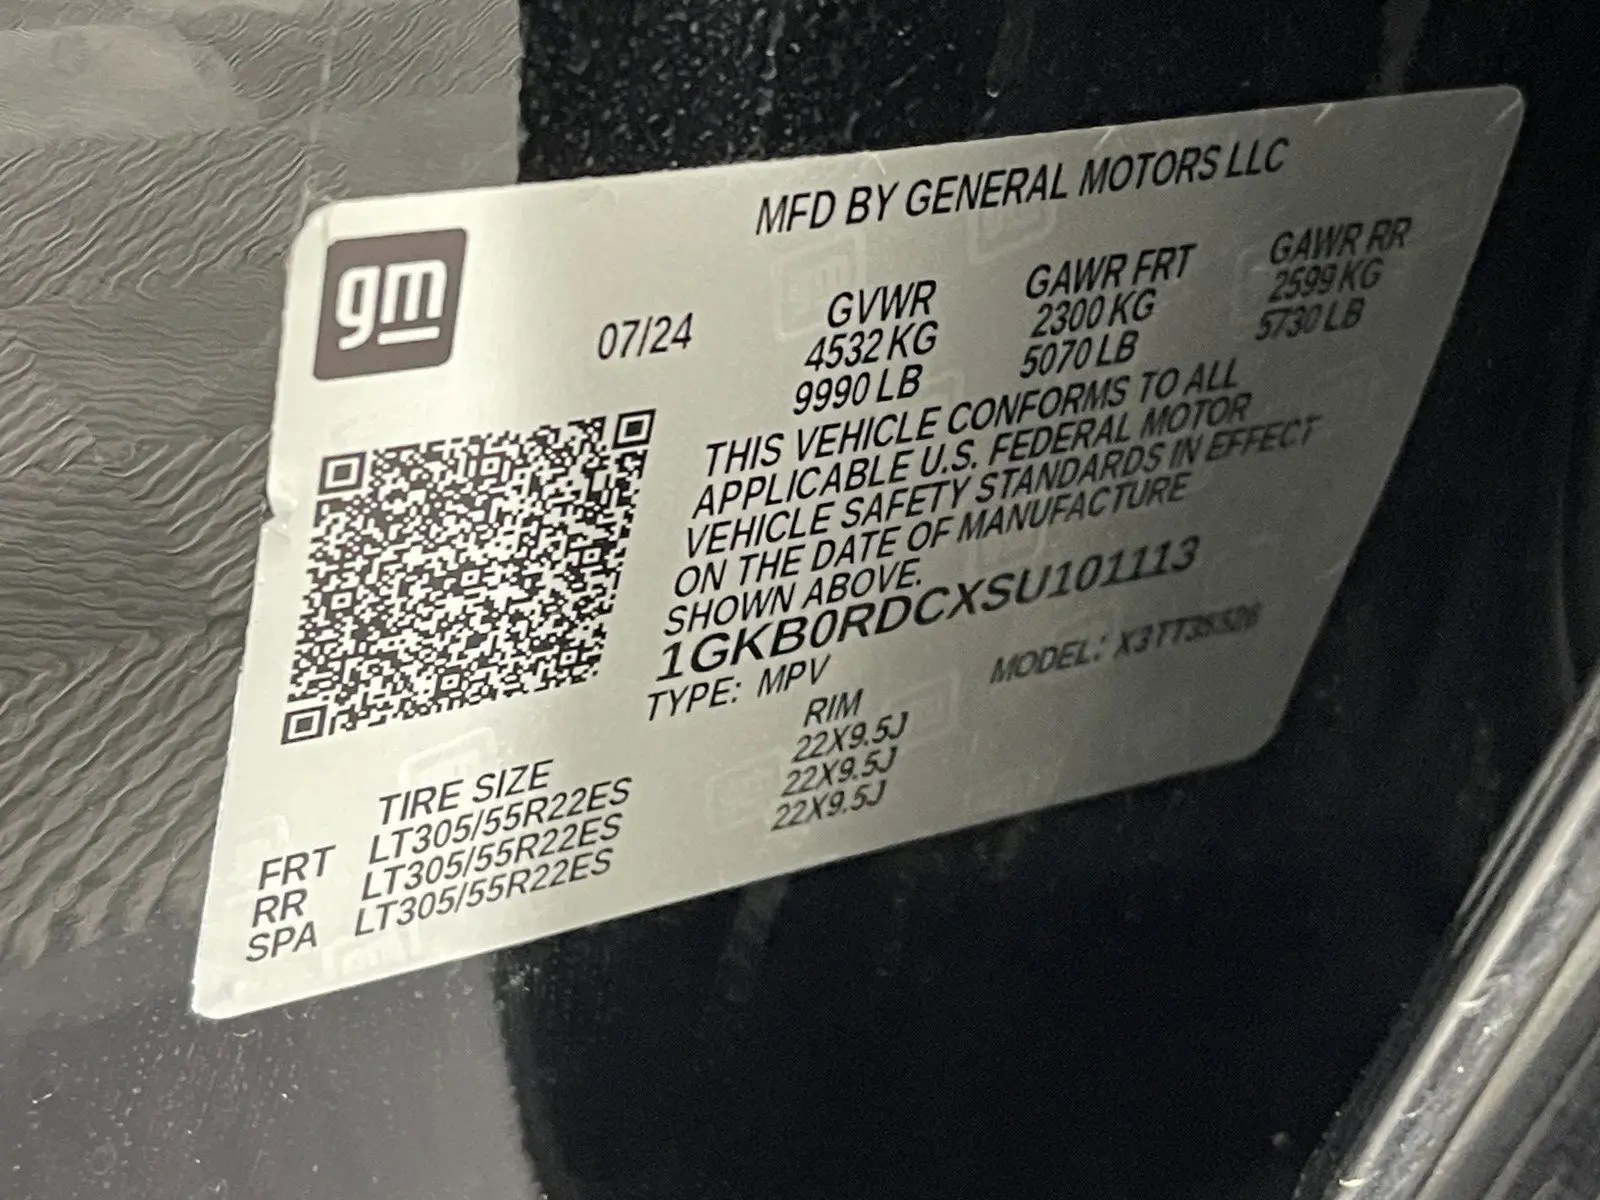 gm
MFD BY GENERAL MOTORS LLC
07/24
GVWR
4532 KG
9990 LB
GAWR FRT
2300 KG
5070 LB
GAWR RR
2599 KG
5730 LB
THIS VEHICLE CONFORMS TO ALL
APPLICABLE U.S. FEDERAL MOTOR
VEHICLE SAFETY STANDARDS IN EFFECT
ON THE DATE OF MANUFACTURE
SHOWN ABOVE.
1GKB0RDCXSU101113
TYPE: MPV
MODEL:
TIRE SIZE RIM
FRT LT305/55R22ES 22X9.5J
RR LT305/55R22ES 22X9.5J
SPA LT305/55R22ES 22X9.5J